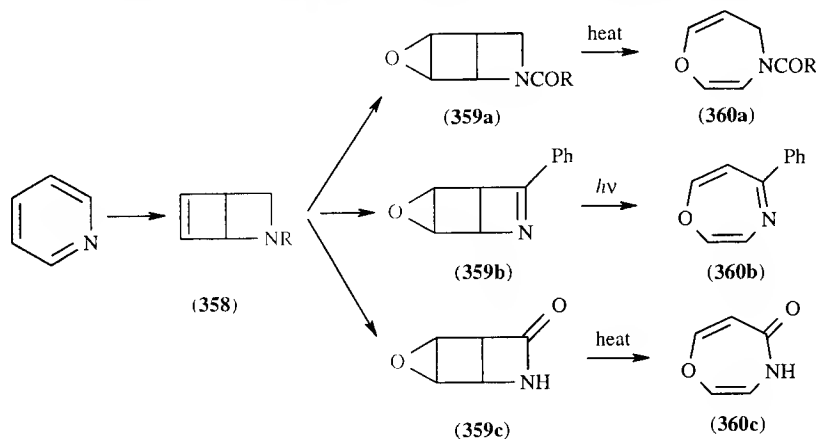 O NCOR heat O NCOR
(359a) (360a)
N NR O Ph N hν O Ph N
(358) (359b) (360b)
O O NH heat O O NH
(359c) (360c)